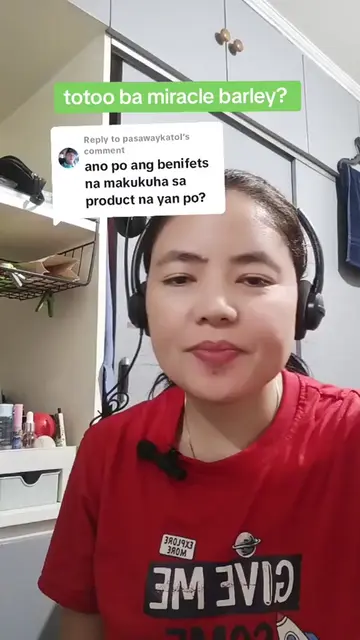 totoo ba miracle barley?
Reply to pasawaykatol's
comment
ano po ang benifets
na makukuha sa
product na yan po?
EXPLORE
MORE
GIVE ME